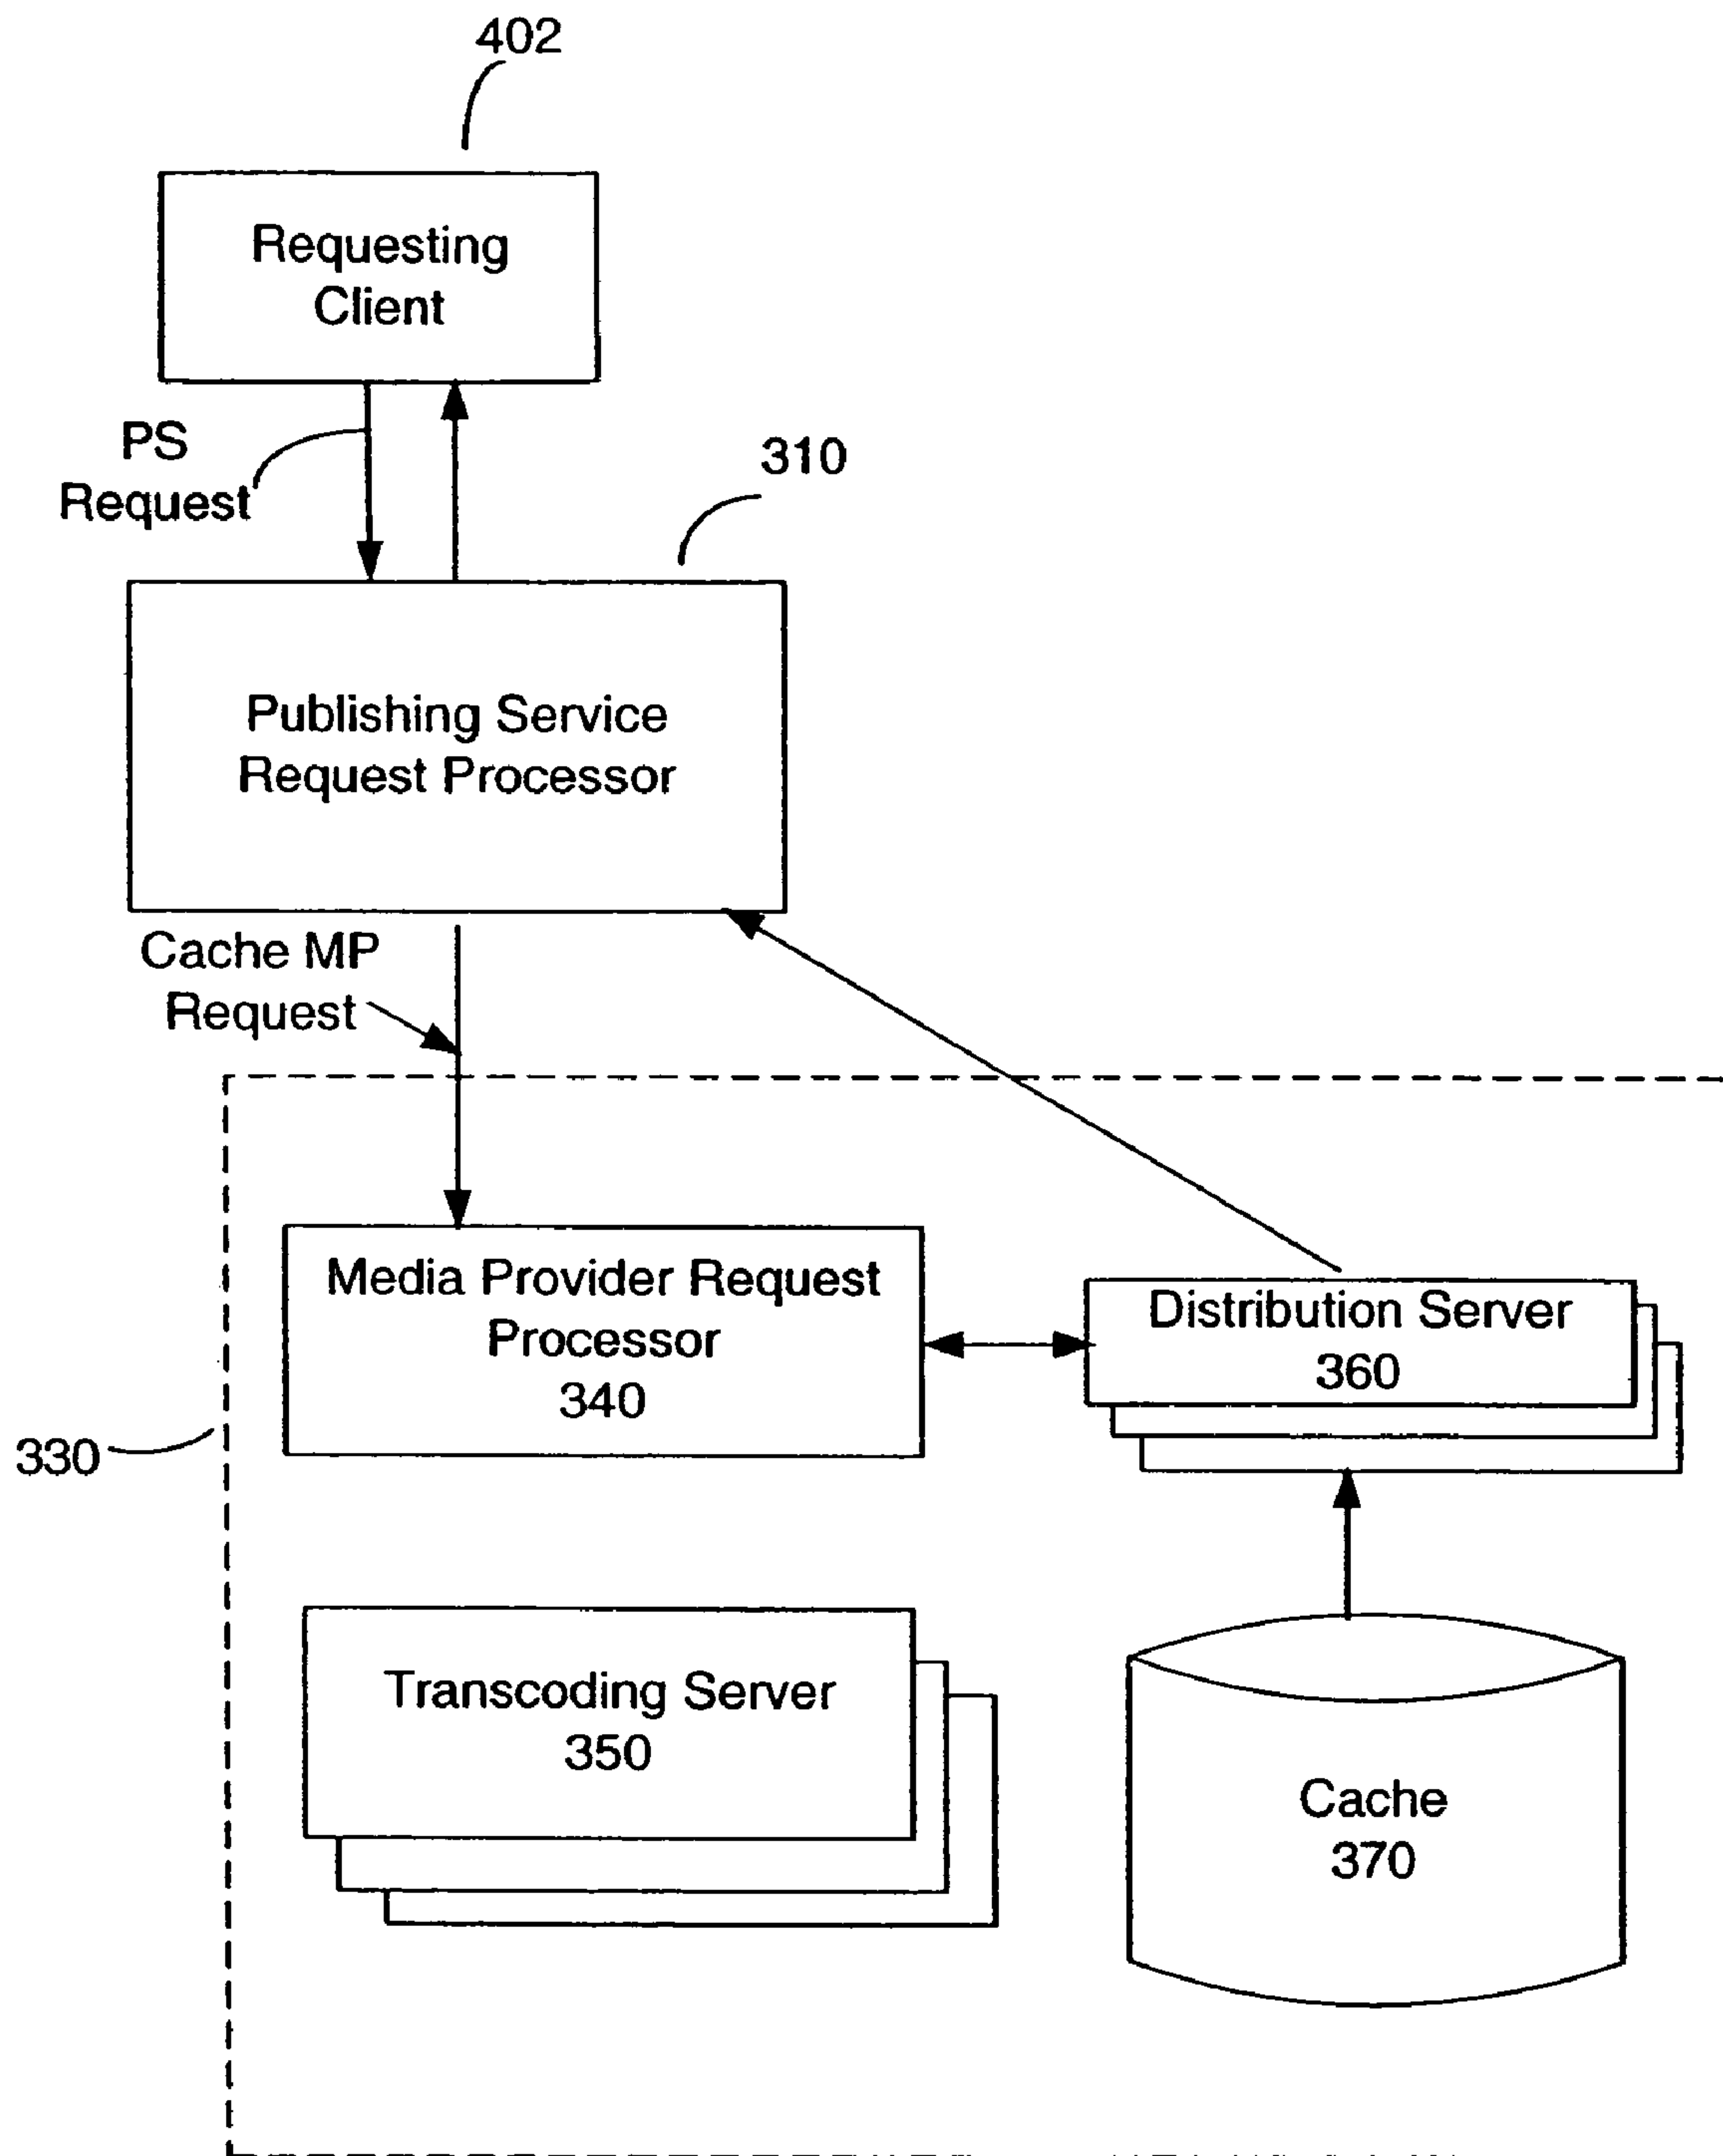 402
Requesting
Client
PS
Request
310
Publishing Service
Request Processor
Cache MP
Request
Media Provider Request
Processor
340
Distribution Server
360
330
Transcoding Server
350
Cache
370